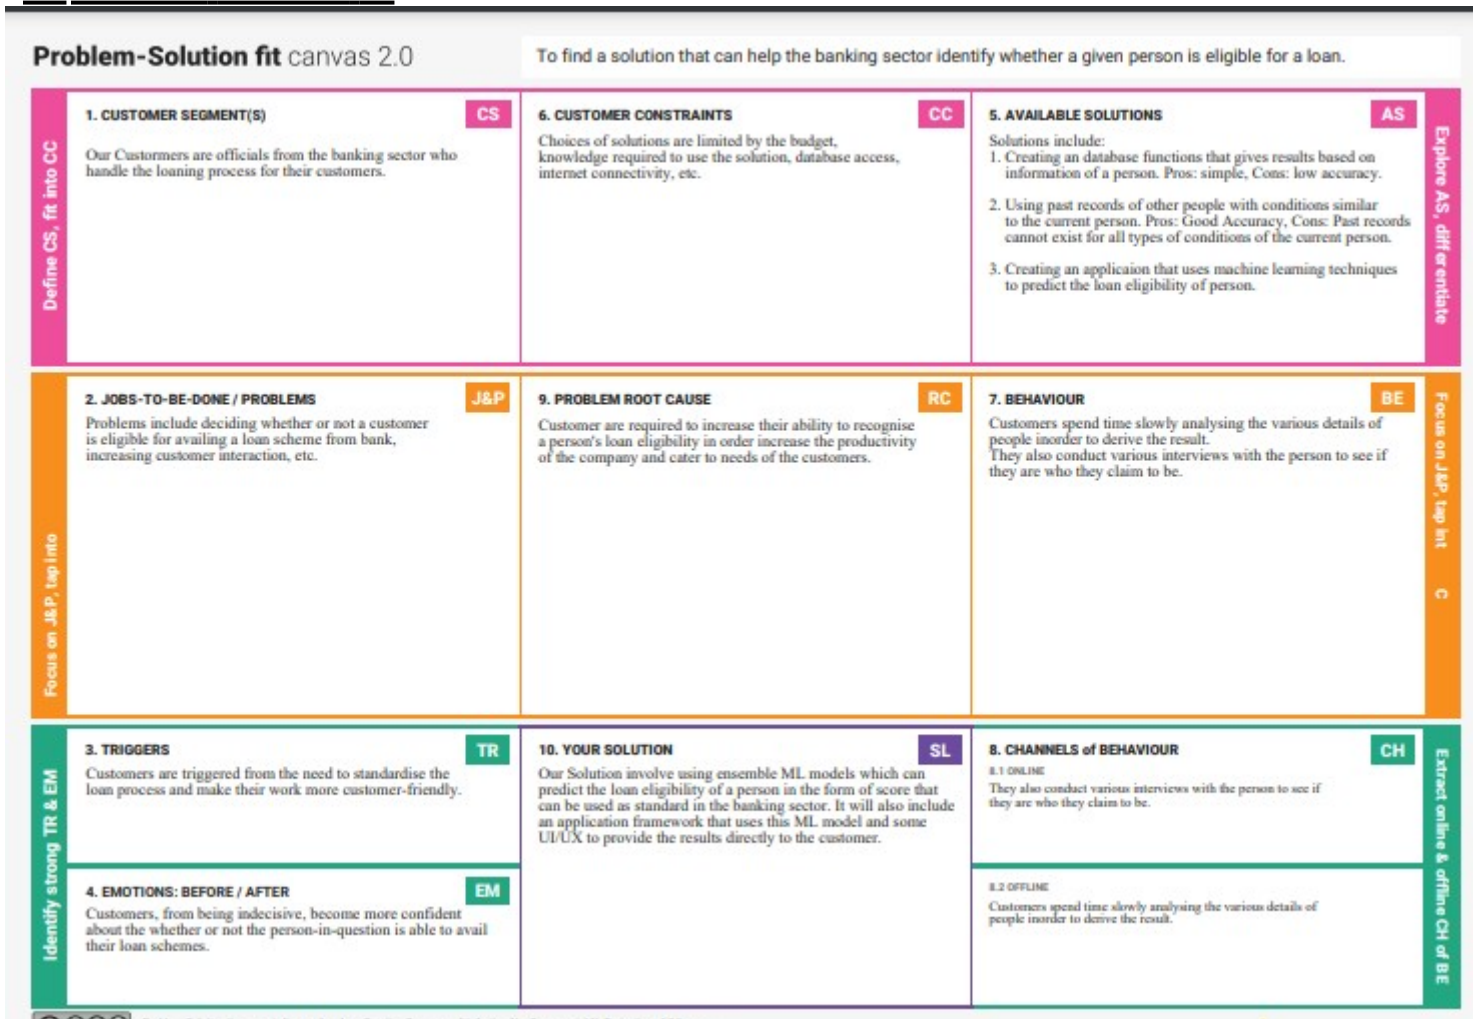 Problem-Solution fit canvas 2.0
To find a solution that can help the banking sector identify whether a given person is eligible for a loan.
Define CS, fit into CC
1. CUSTOMER SEGMENT(S)
CS
Our Custormers are officials from the banking sector who
handle the loaning process for their customers.
6. CUSTOMER CONSTRAINTS
CC
Choices of solutions are limited by the budget,
knowledge required to use the solution, database access,
internet connectivity, etc.
5. AVAILABLE SOLUTIONS
AS
Solutions include:
1. Creating an database functions that gives results based on
information of a person. Pros: simple, Cons: low accuracy.
2. Using past records of other people with conditions similar
to the current person. Pros: Good Accuracy, Cons: Past records
cannot exist for all types of conditions of the current person.
3. Creating an applicaion that uses machine learning techniques
to predict the loan eligibility of person.
Explore AS, differentiate
Focus on J&P, tap into
2. JOBS-TO-BE-DONE / PROBLEMS
J&P
Problems include deciding whether or not a customer
is eligible for availing a loan scheme from bank,
increasing customer interaction, etc.
9. PROBLEM ROOT CAUSE
RC
Customer are required to increase their ability to recognise
a person's loan eligibility in order increase the productivity
of the company and cater to needs of the customers.
7. BEHAVIOUR
BE
Customers spend time slowly analysing the various details of
people inorder to derive the result.
They also conduct various interviews with the person to see if
they are who they claim to be.
Focus on J&P, tap int C
Identify strong TR & EM
3. TRIGGERS
TR
Customers are triggered from the need to standardise the
loan process and make their work more customer-friendly.
4. EMOTIONS: BEFORE / AFTER
EM
Customers, from being indecisive, become more confident
about the whether or not the person-in-question is able to avail
their loan schemes.
10. YOUR SOLUTION
SL
Our Solution involve using ensemble ML models which can
predict the loan eligibility of a person in the form of score that
can be used as standard in the banking sector. It will also include
an application framework that uses this ML model and some
UI/UX to provide the results directly to the customer.
8. CHANNELS of BEHAVIOUR
CH
8.1 ONLINE
They also conduct various interviews with the person to see if
they are who they claim to be.
8.2 OFFLINE
Customers spend time slowly analysing the various details of
people inorder to derive the result.
Extract online & offline CH of BE